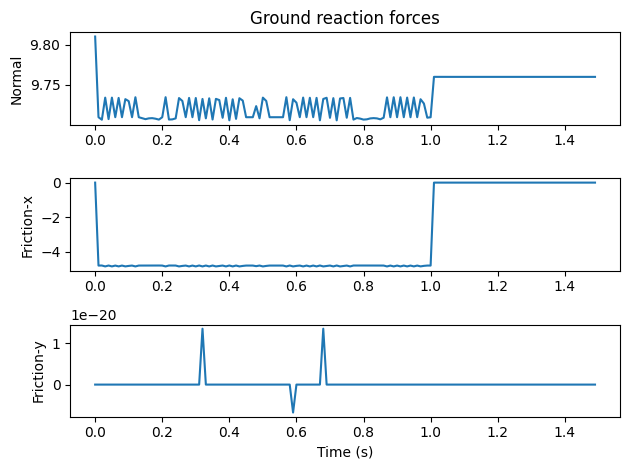 Ground reaction forces
Normal
9.80
9.75
0.0 0.2 0.4 0.6 0.8 1.0 1.2 1.4
Friction-x
0
−2
−4
0.0 0.2 0.4 0.6 0.8 1.0 1.2 1.4
1e−20
Friction-y
1
0
0.0 0.2 0.4 0.6 0.8 1.0 1.2 1.4
Time (s)